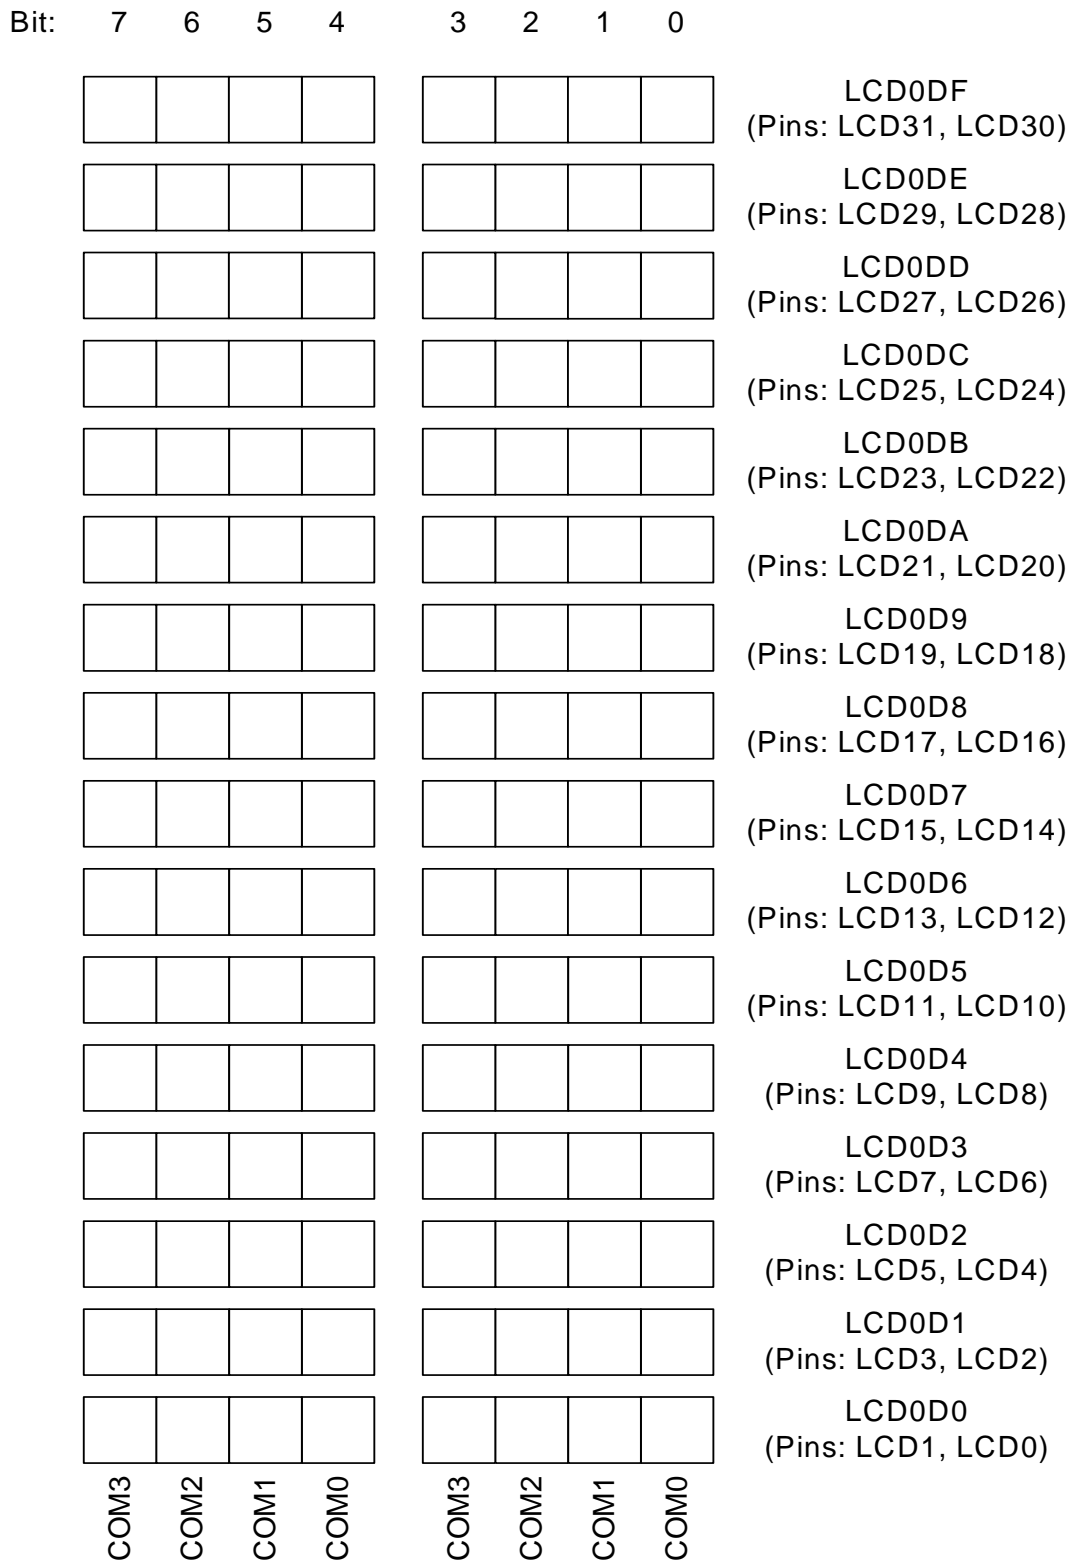 Bit: 7 6 5 4 3 2 1 0
LCD0DF
(Pins: LCD31, LCD30)
LCD0DE
(Pins: LCD29, LCD28)
LCD0DD
(Pins: LCD27, LCD26)
LCD0DC
(Pins: LCD25, LCD24)
LCD0DB
(Pins: LCD23, LCD22)
LCD0DA
(Pins: LCD21, LCD20)
LCD0D9
(Pins: LCD19, LCD18)
LCD0D8
(Pins: LCD17, LCD16)
LCD0D7
(Pins: LCD15, LCD14)
LCD0D6
(Pins: LCD13, LCD12)
LCD0D5
(Pins: LCD11, LCD10)
LCD0D4
(Pins: LCD9, LCD8)
LCD0D3
(Pins: LCD7, LCD6)
LCD0D2
(Pins: LCD5, LCD4)
LCD0D1
(Pins: LCD3, LCD2)
LCD0D0
(Pins: LCD1, LCD0)
COM3 COM2 COM1 COM0 COM3 COM2 COM1 COM0